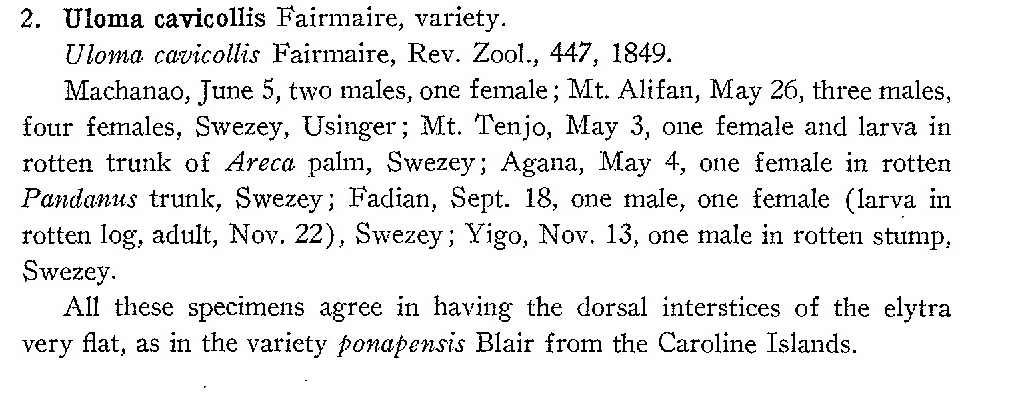 2. Uloma cavicollis Fairmaire, variety.
Uloma cavicollis Fairmaire, Rev. Zool., 447, 1849.
Machanao, June 5, two males, one female; Mt. Alifan, May 26, three males,
four females, Swezey, Usinger; Mt. Tenjo, May 3, one female and larva in
rotten trunk of Areca palm, Swezey; Agana, May 4, one female in rotten
Pandanus trunk, Swezey; Fadian, Sept. 18, one male, one female (larva in
rotten log, adult, Nov. 22), Swezey; Yigo, Nov. 13, one male in rotten stump,
Swezey.
All these specimens agree in having the dorsal interstices of the elytra
very flat, as in the variety ponapensis Blair from the Caroline Islands.